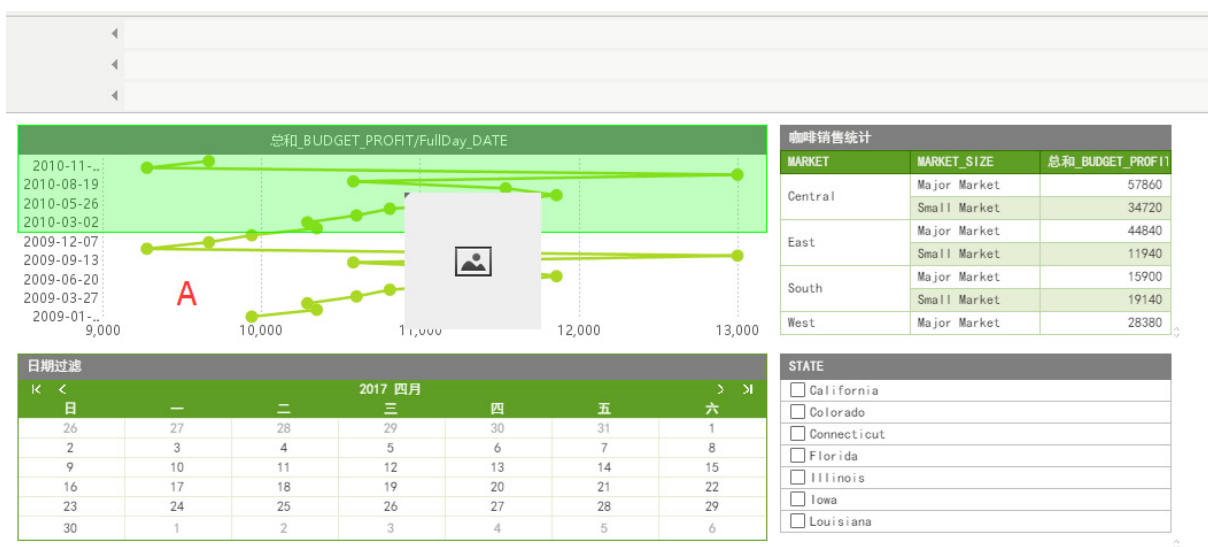 总和_BUDGET_PROFIT/FullDay_DATE
2010-11-..
2010-08-19
2010-05-26
2010-03-02
2009-12-07
2009-09-13
2009-06-20
2009-03-27
2009-01-..
A
9,000 10,000 11,000 12,000 13,000
咖啡销售统计
MARKET MARKET_SIZE 总和_BUDGET_PROFIT
Central Major Market 57860
Small Market 34720
East Major Market 44840
Small Market 11940
South Major Market 15900
Small Market 19140
West Major Market 28380
日期过滤
2017 四月
日 一 二 三 四 五 六
26 27 28 29 30 31 1
2 3 4 5 6 7 8
9 10 11 12 13 14 15
16 17 18 19 20 21 22
23 24 25 26 27 28 29
30 1 2 3 4 5 6
STATE
California
Colorado
Connecticut
Florida
Illinois
Iowa
Louisiana